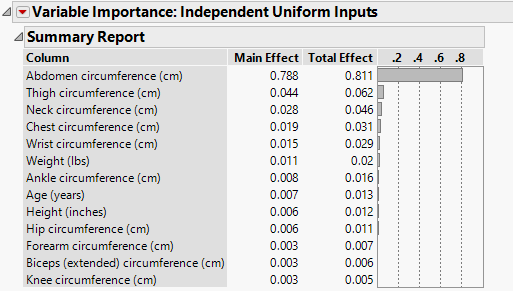 Variable Importance: Independent Uniform Inputs
Summary Report
Column Main Effect Total Effect .2 .4 .6 .8
Abdomen circumference (cm) 0.788 0.811
Thigh circumference (cm) 0.044 0.062
Neck circumference (cm) 0.028 0.046
Chest circumference (cm) 0.019 0.031
Wrist circumference (cm) 0.015 0.029
Weight (lbs) 0.011 0.02
Ankle circumference (cm) 0.008 0.016
Age (years) 0.007 0.013
Height (inches) 0.006 0.012
Hip circumference (cm) 0.006 0.011
Forearm circumference (cm) 0.003 0.007
Biceps (extended) circumference (cm) 0.003 0.006
Knee circumference (cm) 0.003 0.005